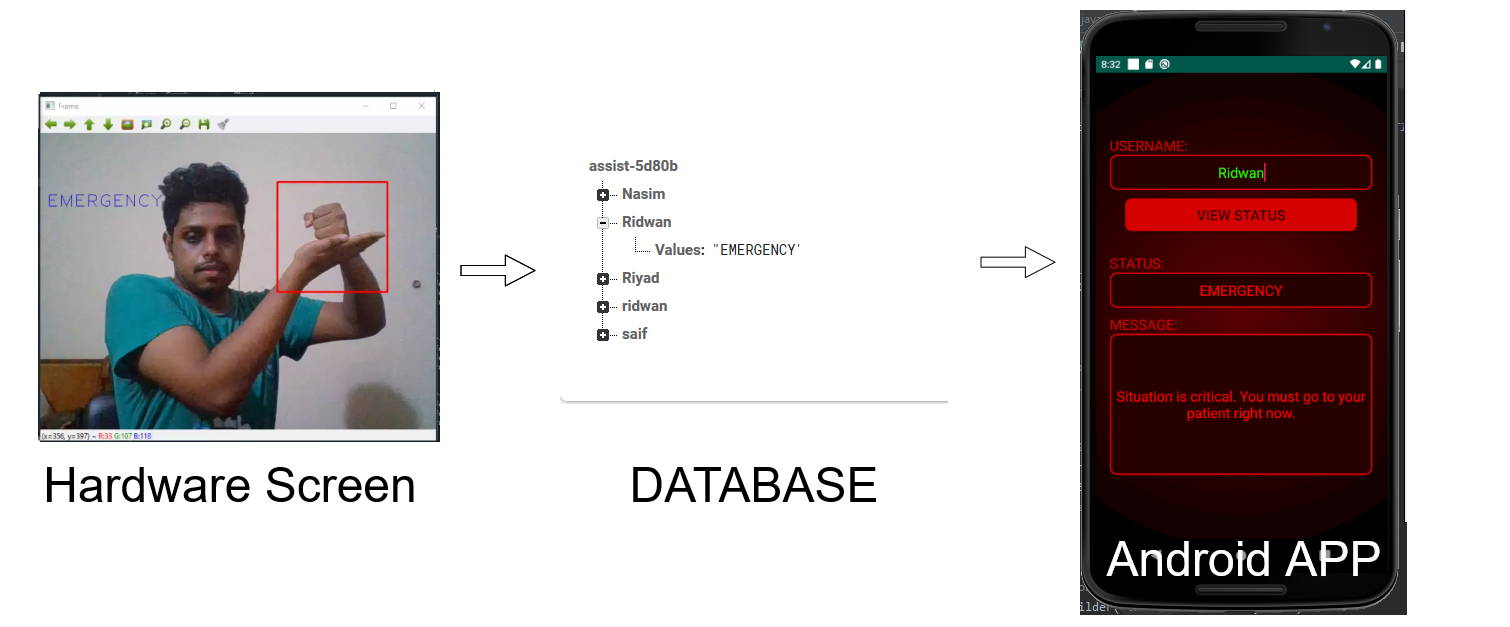 Frame
EMERGENCY
(x=356, y=397) ~ R:33 G:107 B:118
Hardware Screen
assist-5d80b
Nasim
Ridwan
Values: "EMERGENCY'
Riyad
ridwan
saif
DATABASE
8:32
USERNAME:
Ridwan
VIEW STATUS
STATUS:
EMERGENCY
MESSAGE:
Situation is critical. You must go to your
patient right now.
Android APP